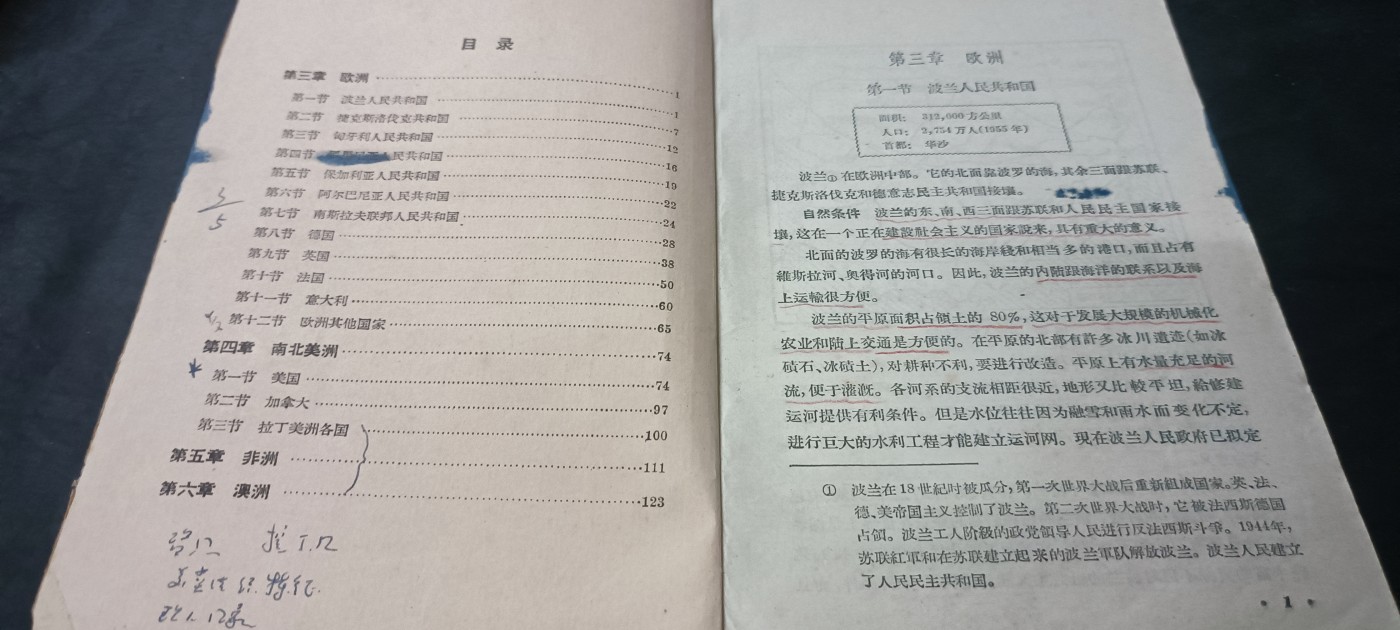 目 录
第三章 欧洲 1
第一节 波兰人民共和国 1
第二节 捷克斯洛伐克共和国 7
第三节 匈牙利人民共和国 12
第四节 人民共和国 16
第五节 保加利亚人民共和国 19
第六节 阿尔巴尼亚人民共和国 22
第七节 南斯拉夫联邦人民共和国 24
第八节 德国 28
第九节 英国 38
第十节 法国 50
第十一节 意大利 60
第十二节 欧洲其他国家 65
第四章 南北美洲 74
第一节 美国 74
第二节 加拿大 97
第三节 拉丁美洲各国 100
第五章 非洲 111
第六章 澳洲 123
第三章 欧洲
第一节 波兰人民共和国
面积: 312,000 方公里
人口: 2,754 万人(1955 年)
首都: 华沙
波兰① 在欧洲中部。它的北面靠波罗的海,其余三面跟苏联、
捷克斯洛伐克和德意志民主共和国接壤。
自然条件 波兰的东、南、西三面跟苏联和人民民主国家接
壤,这在一个正在建設社会主义的国家說来,具有重大的意义。
北面的波罗的海有很长的海岸綫和相当多的港口,而且占有
維斯拉河、奥得河的河口。因此,波兰的内陆跟海洋的联系以及海
上运輸很方便。
波兰的平原面积占領土的 80%,这对于发展大規模的机械化
农业和陆上交通是方便的。在平原的北部有許多冰川遺迹(如冰
磧石、冰磧土),对耕种不利,要进行改造。平原上有水量充足的河
流,便于灌溉。各河系的支流相距很近,地形又比較平坦,給修建
运河提供有利条件。但是水位往往因为融雪和雨水而变化不定,
进行巨大的水利工程才能建立运河网。现在波兰人民政府已拟定
① 波兰在 18 世紀时被瓜分,第一次世界大战后重新組成国家。英、法、
德、美帝国主义控制了波兰。第二次世界大战时,它被法西斯德国
占領。波兰工人阶級的政党領导人民进行反法西斯斗爭。1944年,
苏联紅軍和在苏联建立起来的波兰軍队解放波兰。波兰人民建立
了人民民主共和国。
1